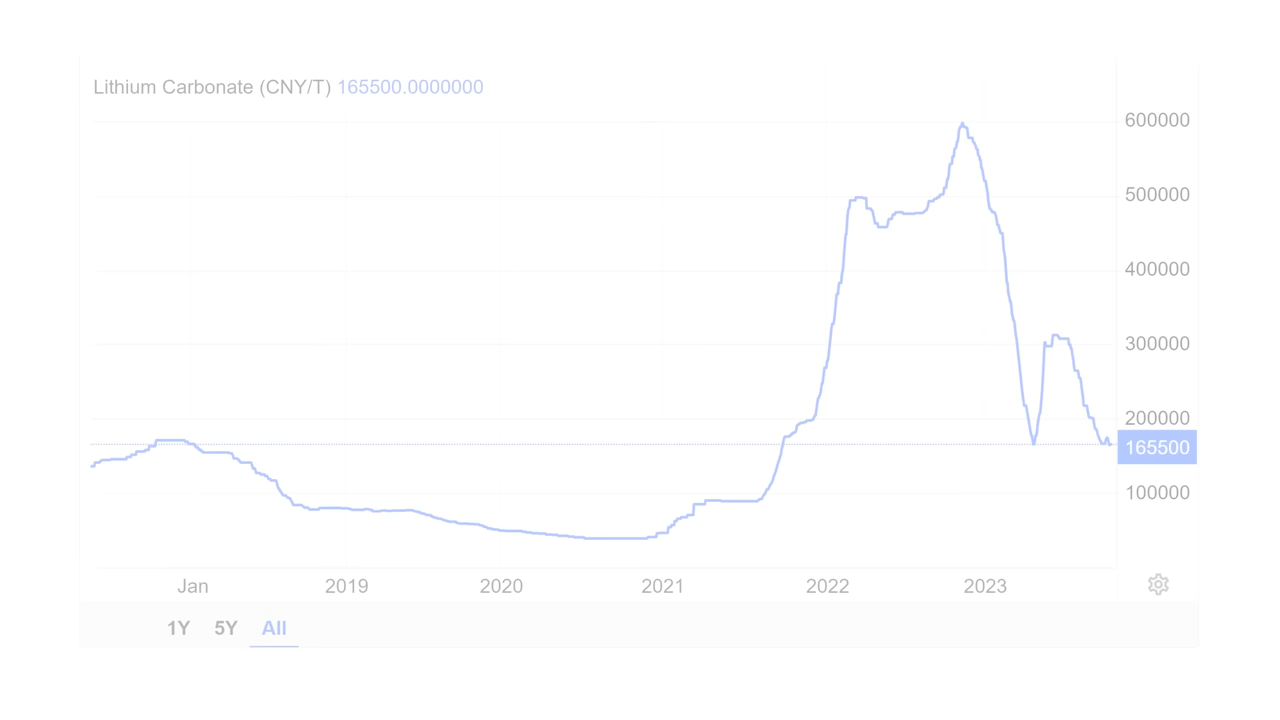 Lithium Carbonate (CNY/T) 165500.0000000
600000
500000
400000
300000
200000
165500
100000
Jan 2019 2020 2021 2022 2023
1Y 5Y All